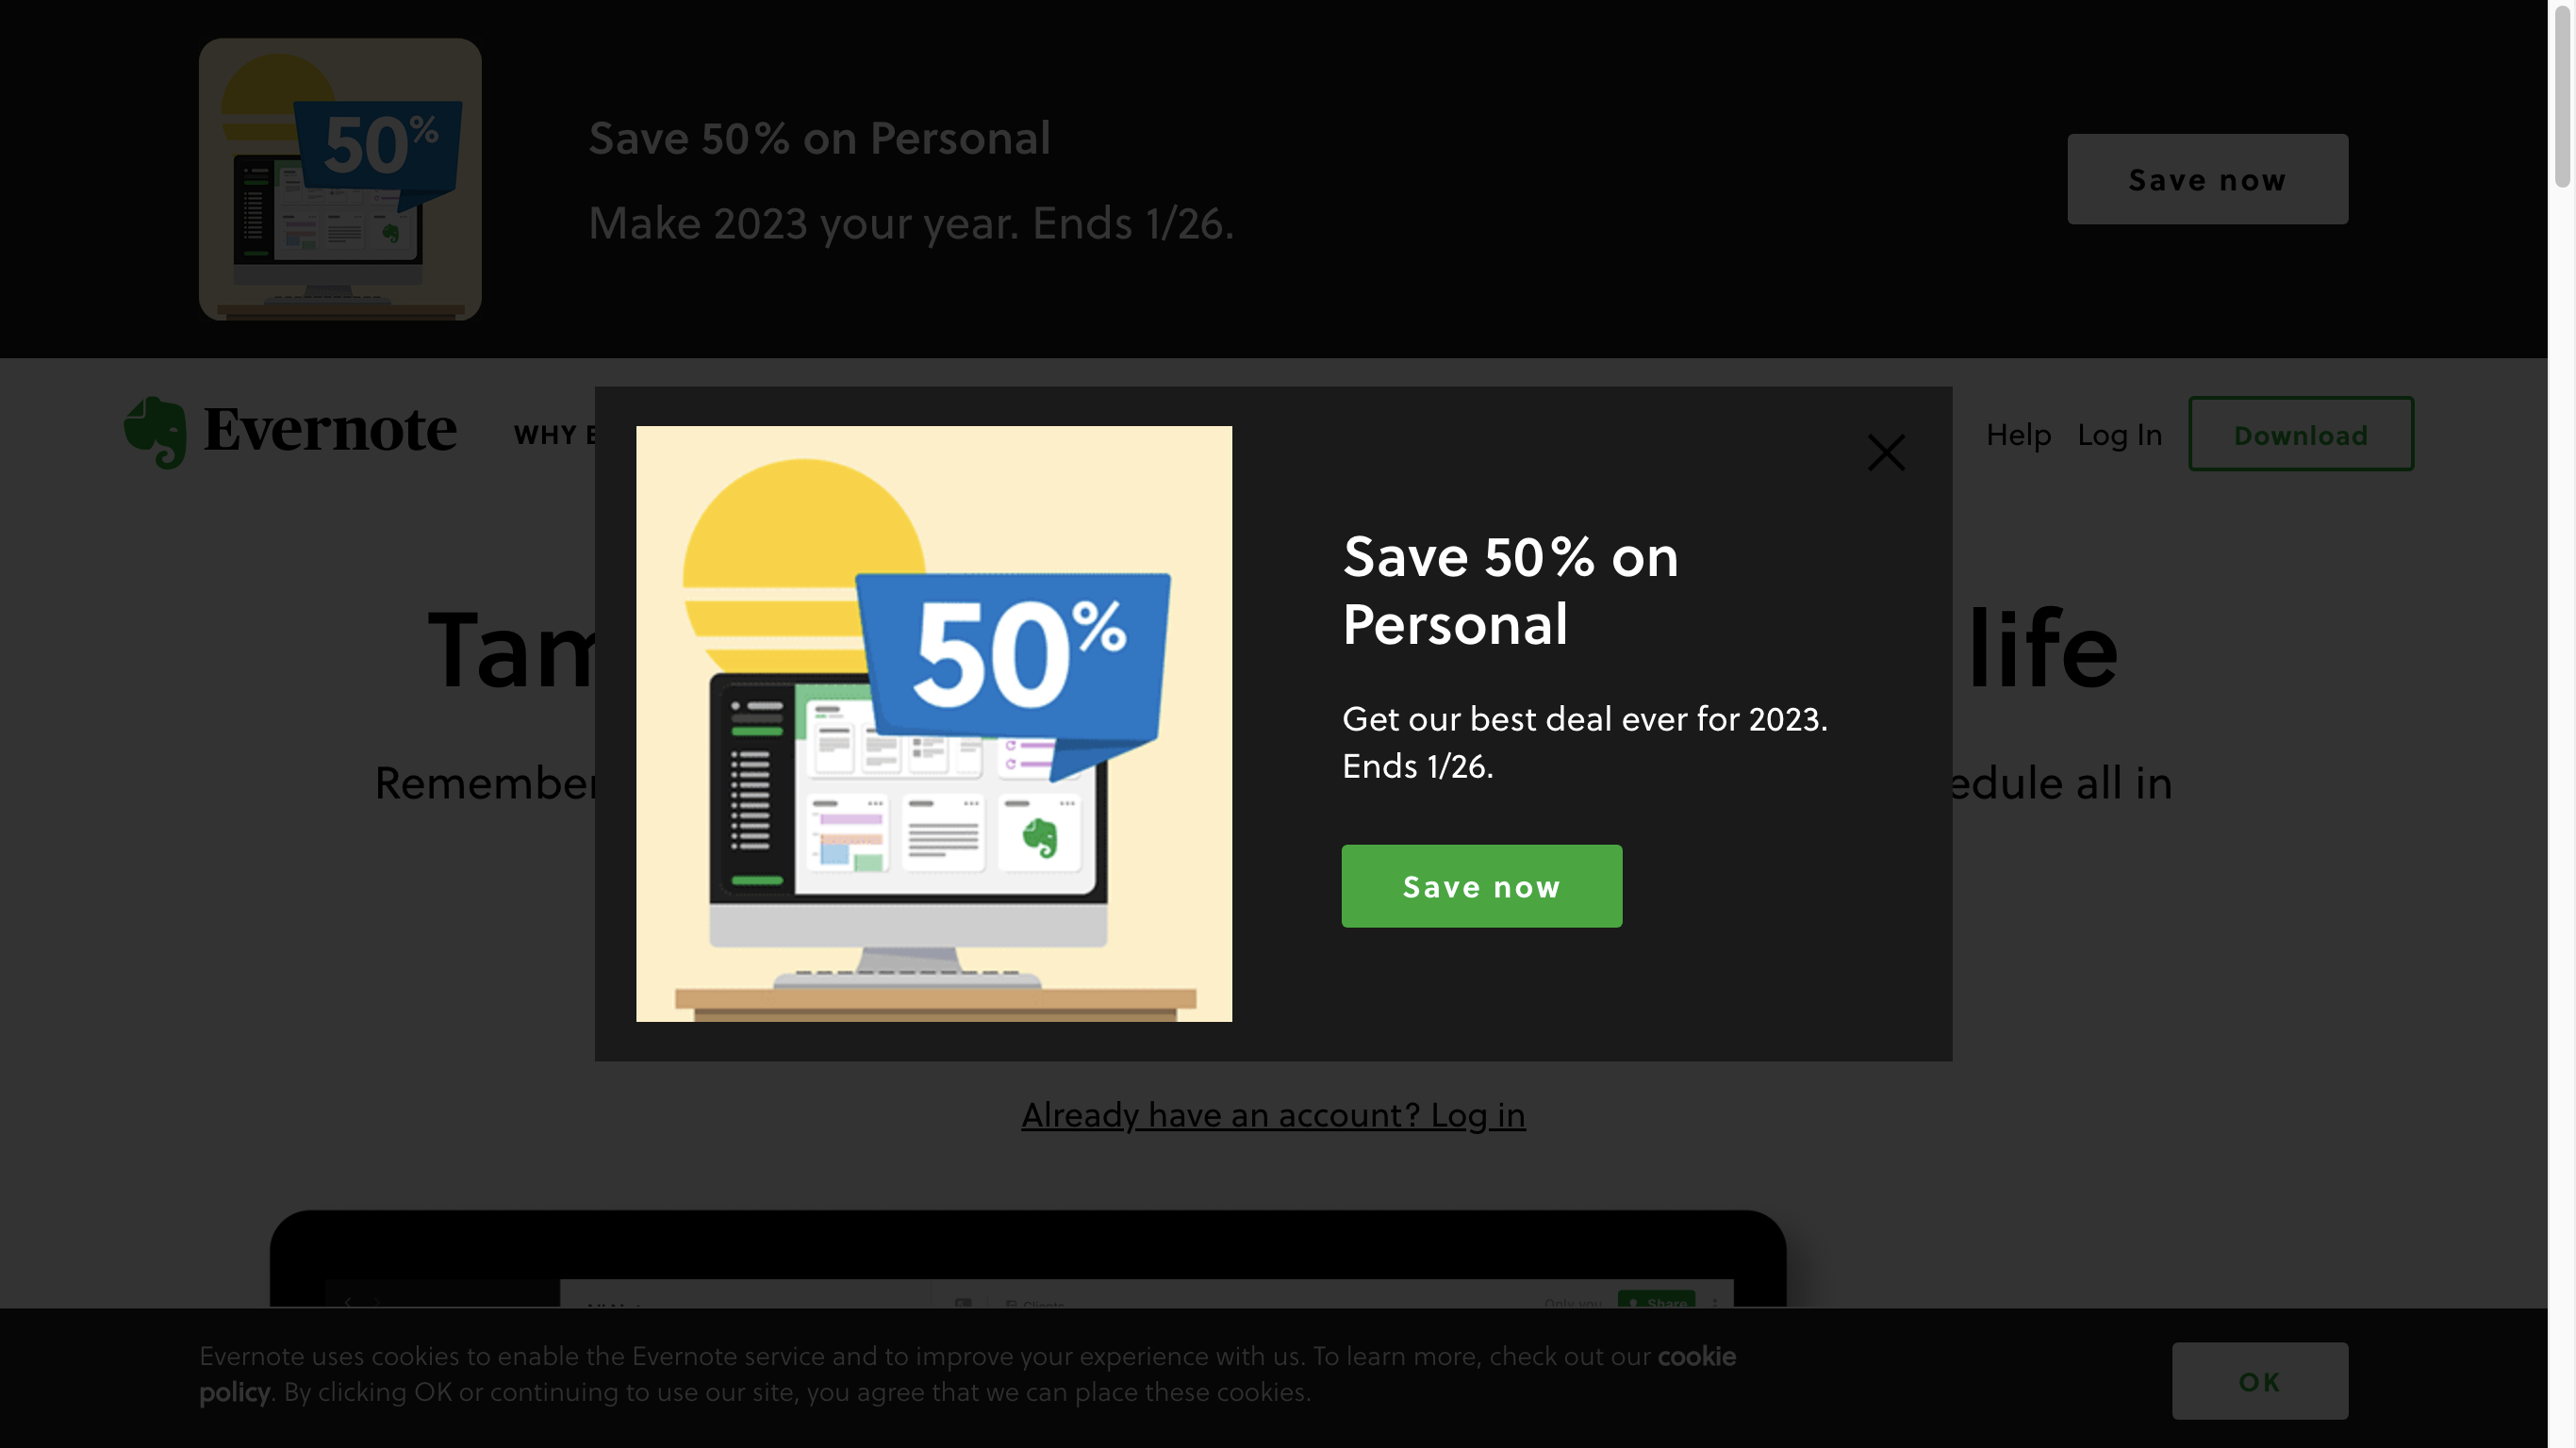 50%
Save 50% on Personal
Make 2023 your year. Ends 1/26.
Save now
Evernote
WHY
Help
Log In
Download
life
Remember
all in
50%
Save 50% on
Personal
Get our best deal ever for 2023.
Ends 1/26.
Save now
Already have an account? Log in
Clients
Only you
Share
Evernote uses cookies to enable the Evernote service and to improve your experience with us. To learn more, check out our cookie
policy. By clicking OK or continuing to use our site, you agree that we can place these cookies.
OK